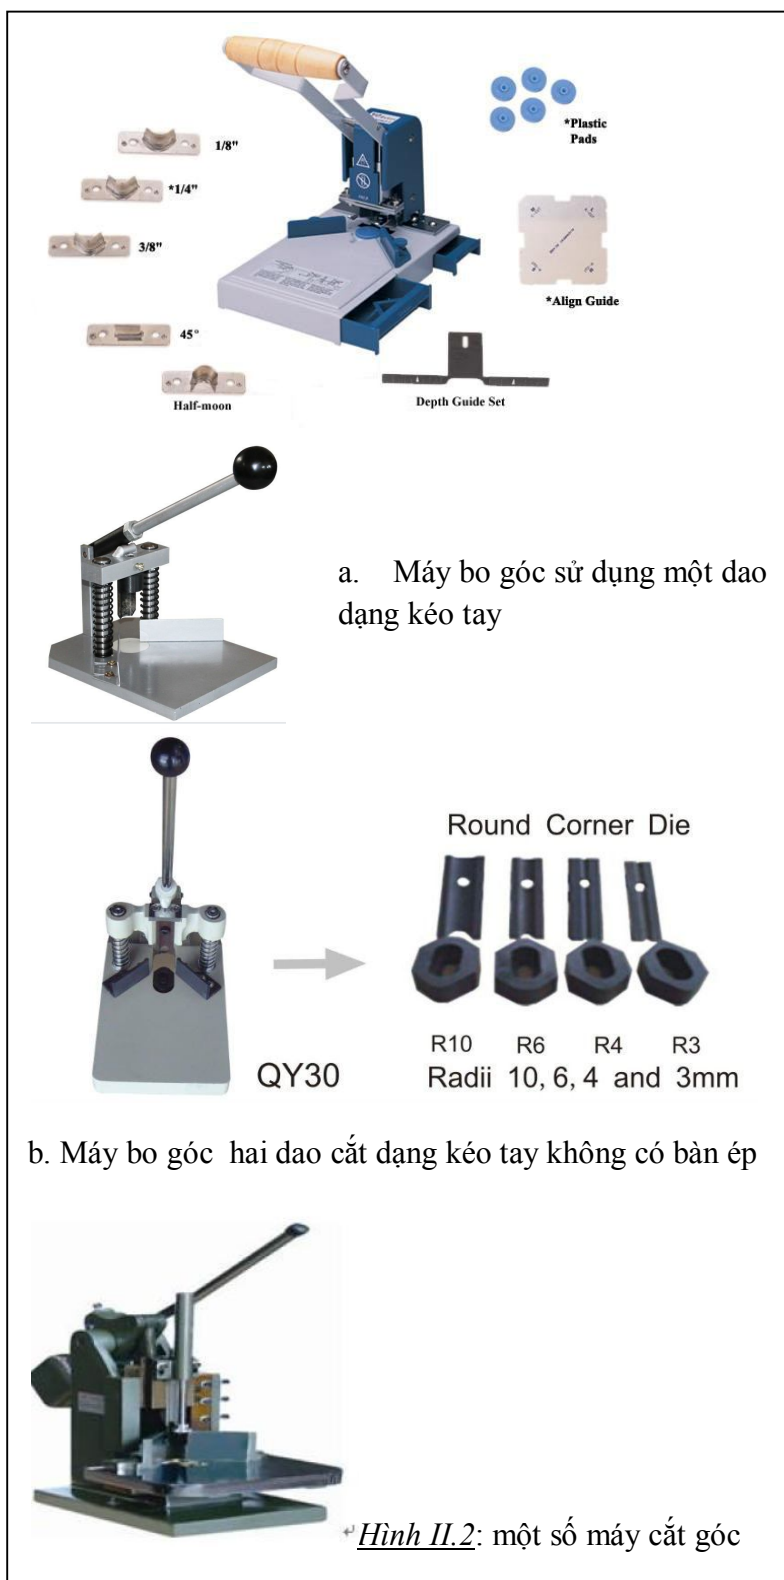 1/8"
*1/4"
3/8"
45°
Half-moon
*Plastic
Pads
*Align Guide
Depth Guide Set
a. Máy bo góc sử dụng một dao
dạng kéo tay
Round Corner Die
R10 R6 R4 R3
QY30
Radii 10, 6, 4 and 3mm
b. Máy bo góc hai dao cắt dạng kéo tay không có bàn ép
Hình II.2: một số máy cắt góc